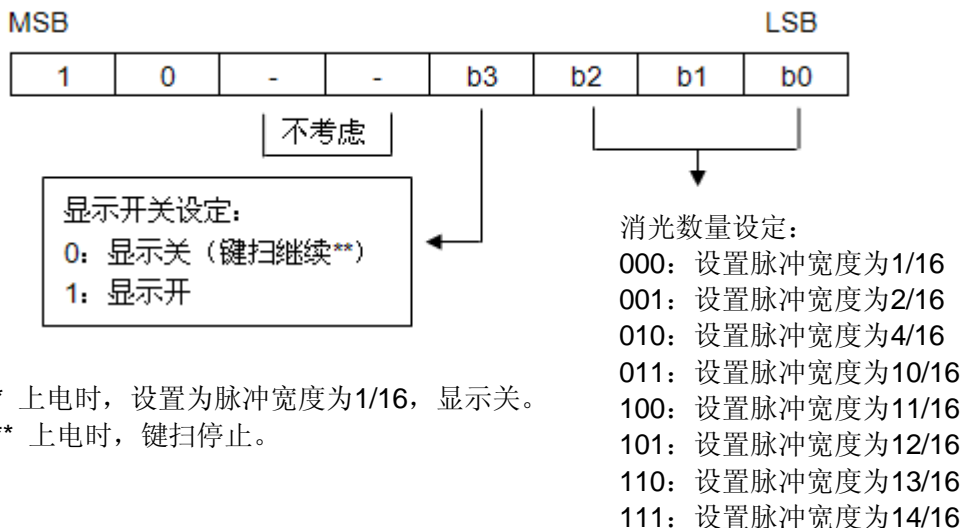 MSB LSB
1 0 - - b3 b2 b1 b0
不考虑
显示开关设定：
0：显示关（键扫继续**）
1：显示开
消光数量设定：
000：设置脉冲宽度为1/16
001：设置脉冲宽度为2/16
010：设置脉冲宽度为4/16
011：设置脉冲宽度为10/16
100：设置脉冲宽度为11/16
101：设置脉冲宽度为12/16
110：设置脉冲宽度为13/16
111：设置脉冲宽度为14/16
* 上电时，设置为脉冲宽度为1/16，显示关。
** 上电时，键扫停止。